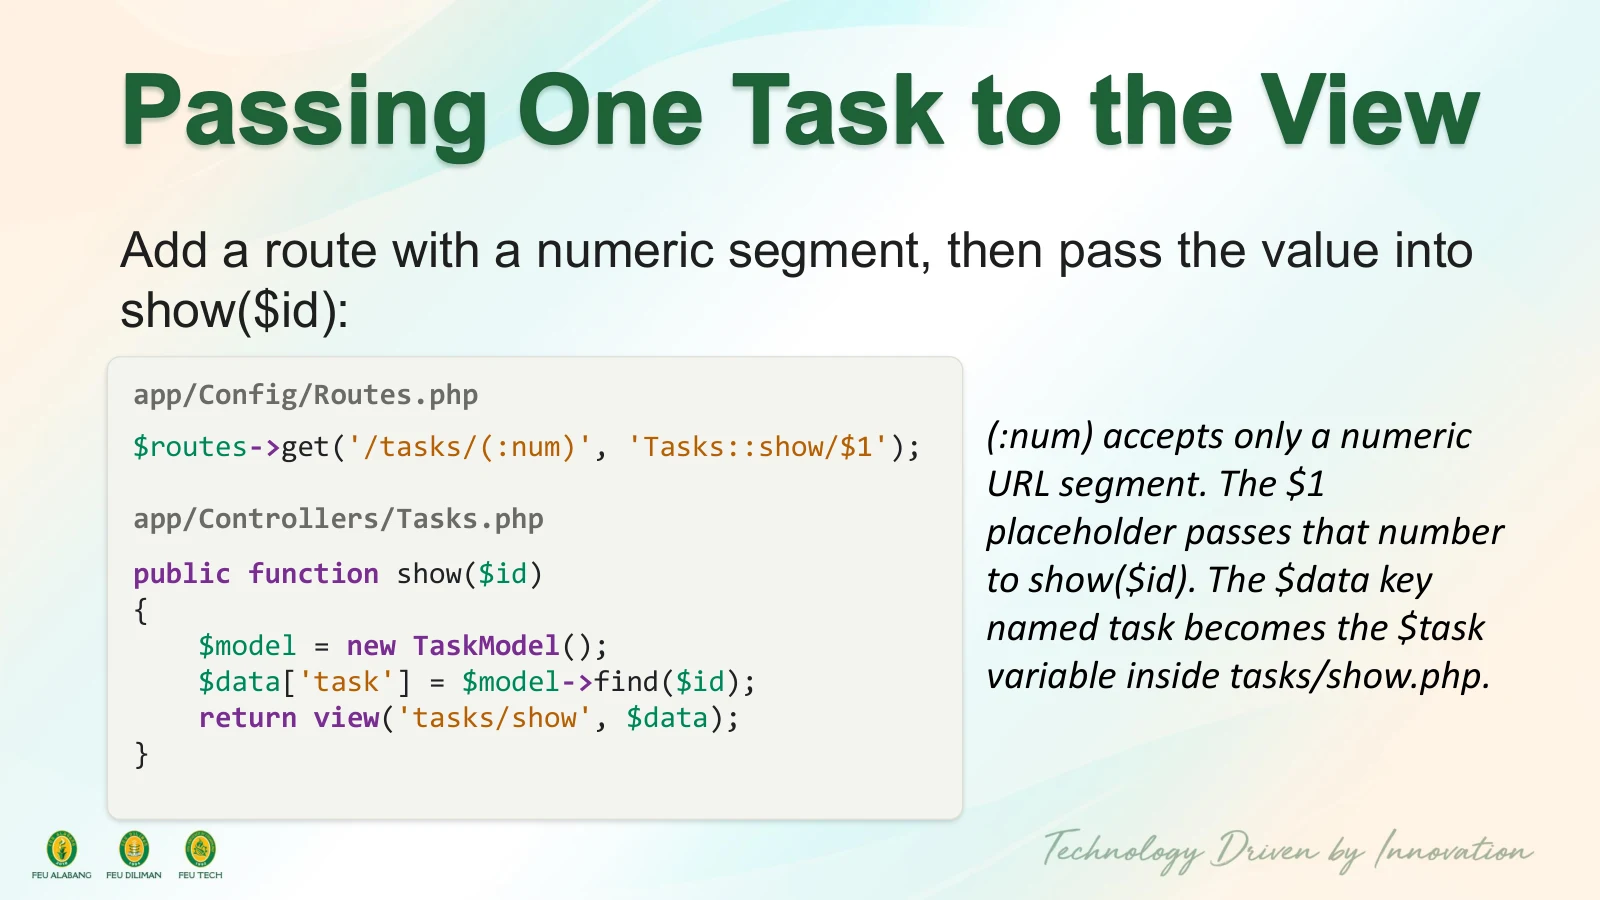 Passing One Task to the View
Add a route with a numeric segment, then pass the value into
show($id):
app/Config/Routes.php
$routes->get('/tasks/(:num)', 'Tasks::show/$1');
app/Controllers/Tasks.php
public function show($id)
{
    $model = new TaskModel();
    $data['task'] = $model->find($id);
    return view('tasks/show', $data);
}
(:num) accepts only a numeric
URL segment. The $1
placeholder passes that number
to show($id). The $data key
named task becomes the $task
variable inside tasks/show.php.
FEU ALABANG
FEU DILIMAN
FEU TECH
Technology Driven by Innovation